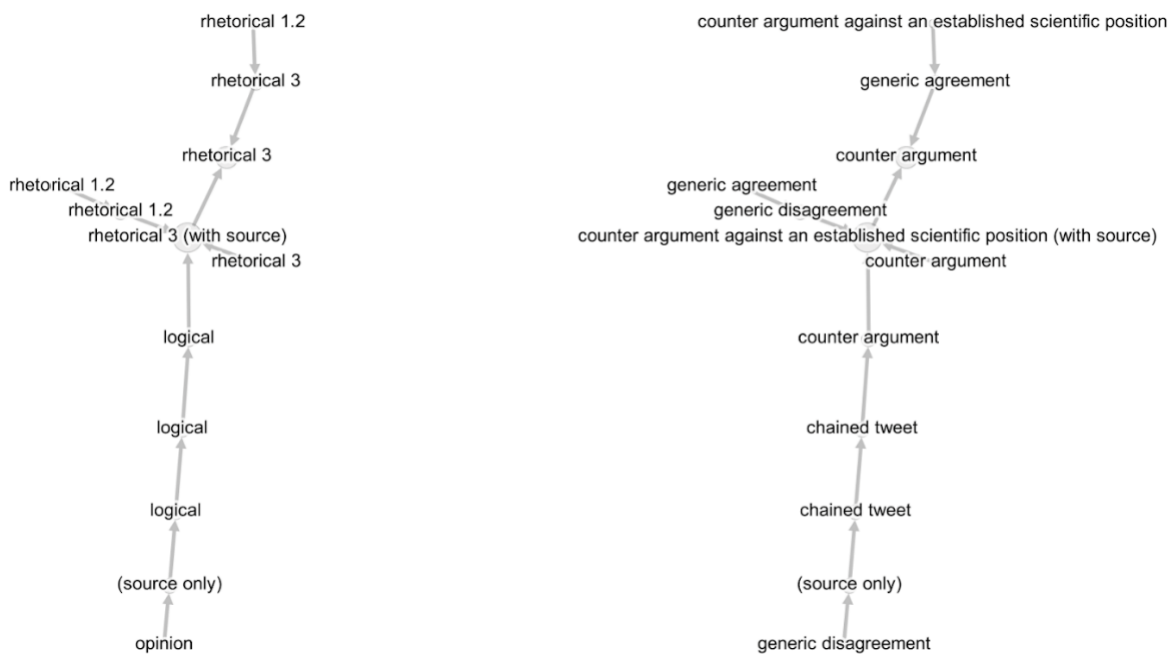 rhetorical 1.2
rhetorical 3
rhetorical 3
rhetorical 1.2
rhetorical 1.2
rhetorical 3 (with source)
rhetorical 3
logical
logical
logical
(source only)
opinion
counter argument against an established scientific position
generic agreement
counter argument
generic agreement
generic disagreement
counter argument against an established scientific position (with source)
counter argument
counter argument
chained tweet
chained tweet
(source only)
generic disagreement